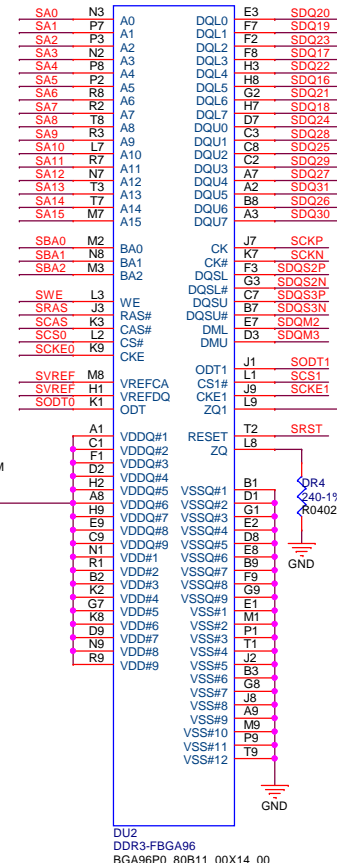 SA0 N3 A0 DQL0 E3 SDQ20
SA1 P7 A1 DQL1 F7 SDQ19
SA2 P3 A2 DQL2 F2 SDQ23
SA3 N2 A3 DQL3 F8 SDQ17
SA4 P8 A4 DQL4 H3 SDQ22
SA5 P2 A5 DQL5 H8 SDQ16
SA6 R8 A6 DQL6 G2 SDQ21
SA7 R2 A7 DQL7 H7 SDQ18
SA8 T8 A8 DQU0 D7 SDQ24
SA9 R3 A9 DQU1 C3 SDQ28
SA10 L7 A10 DQU2 C8 SDQ25
SA11 R7 A11 DQU3 C2 SDQ29
SA12 N7 A12 DQU4 A7 SDQ27
SA13 T3 A13 DQU5 A2 SDQ31
SA14 T7 A14 DQU6 B8 SDQ26
SA15 M7 A15 DQU7 A3 SDQ30
SBA0 M2 BA0 CK J7 SCKP
SBA1 N8 BA1 CK# K7 SCKN
SBA2 M3 BA2 DQSL F3 SDQS2P
DQSL# G3 SDQS2N
SWE L3 WE DQSU C7 SDQS3P
SRAS J3 RAS# DQSU# B7 SDQS3N
SCAS K3 CAS# DML E7 SDQM2
SCS0 L2 CS# DMU D3 SDQM3
SCKE0 K9 CKE
ODT1 J1 SODT1
SVREF M8 VREFCA CS1# L1 SCS1
SVREF H1 VREFDQ CKE1 J9 SCKE1
SODT0 K1 ODT ZQ1 L9
A1 VDDQ#1 RESET T2 SRST
C1 VDDQ#2 ZQ L8
F1 VDDQ#3
D2 VDDQ#4
M
H2 VDDQ#5 VSSQ#1 B1
A8 VDDQ#6 VSSQ#2 D1
H9 VDDQ#7 VSSQ#3 G1
E9 VDDQ#8 VSSQ#4 E2
C9 VDDQ#9 VSSQ#5 D8
N1 VDD#1 VSSQ#6 E8
R1 VDD#2 VSSQ#7 B9
B2 VDD#3 VSSQ#8 F9
K2 VDD#4 VSSQ#9 G9
G7 VDD#5 VSS#1 E1
K8 VDD#6 VSS#2 M1
D9 VDD#7 VSS#3 P1
N9 VDD#8 VSS#4 T1
R9 VDD#9 VSS#5 J2
VSS#6 B3
VSS#7 G8
VSS#8 J8
VSS#9 A9
VSS#10 M9
VSS#11 P9
VSS#12 T9
DR4
240-1%
R0402
GND
GND
DU2
DDR3-FBGA96
BGA96P0_80B11_00X14_00